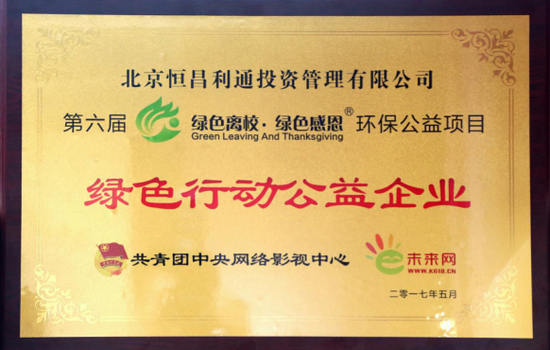 北京恒昌利通投资管理有限公司
第六届 绿色离校·绿色感恩® 环保公益项目
Green Leaving And Thanksgiving
绿色行动公益企业
共青团中央网络影视中心 未来网
WWW.K618.CN
二零一七年五月